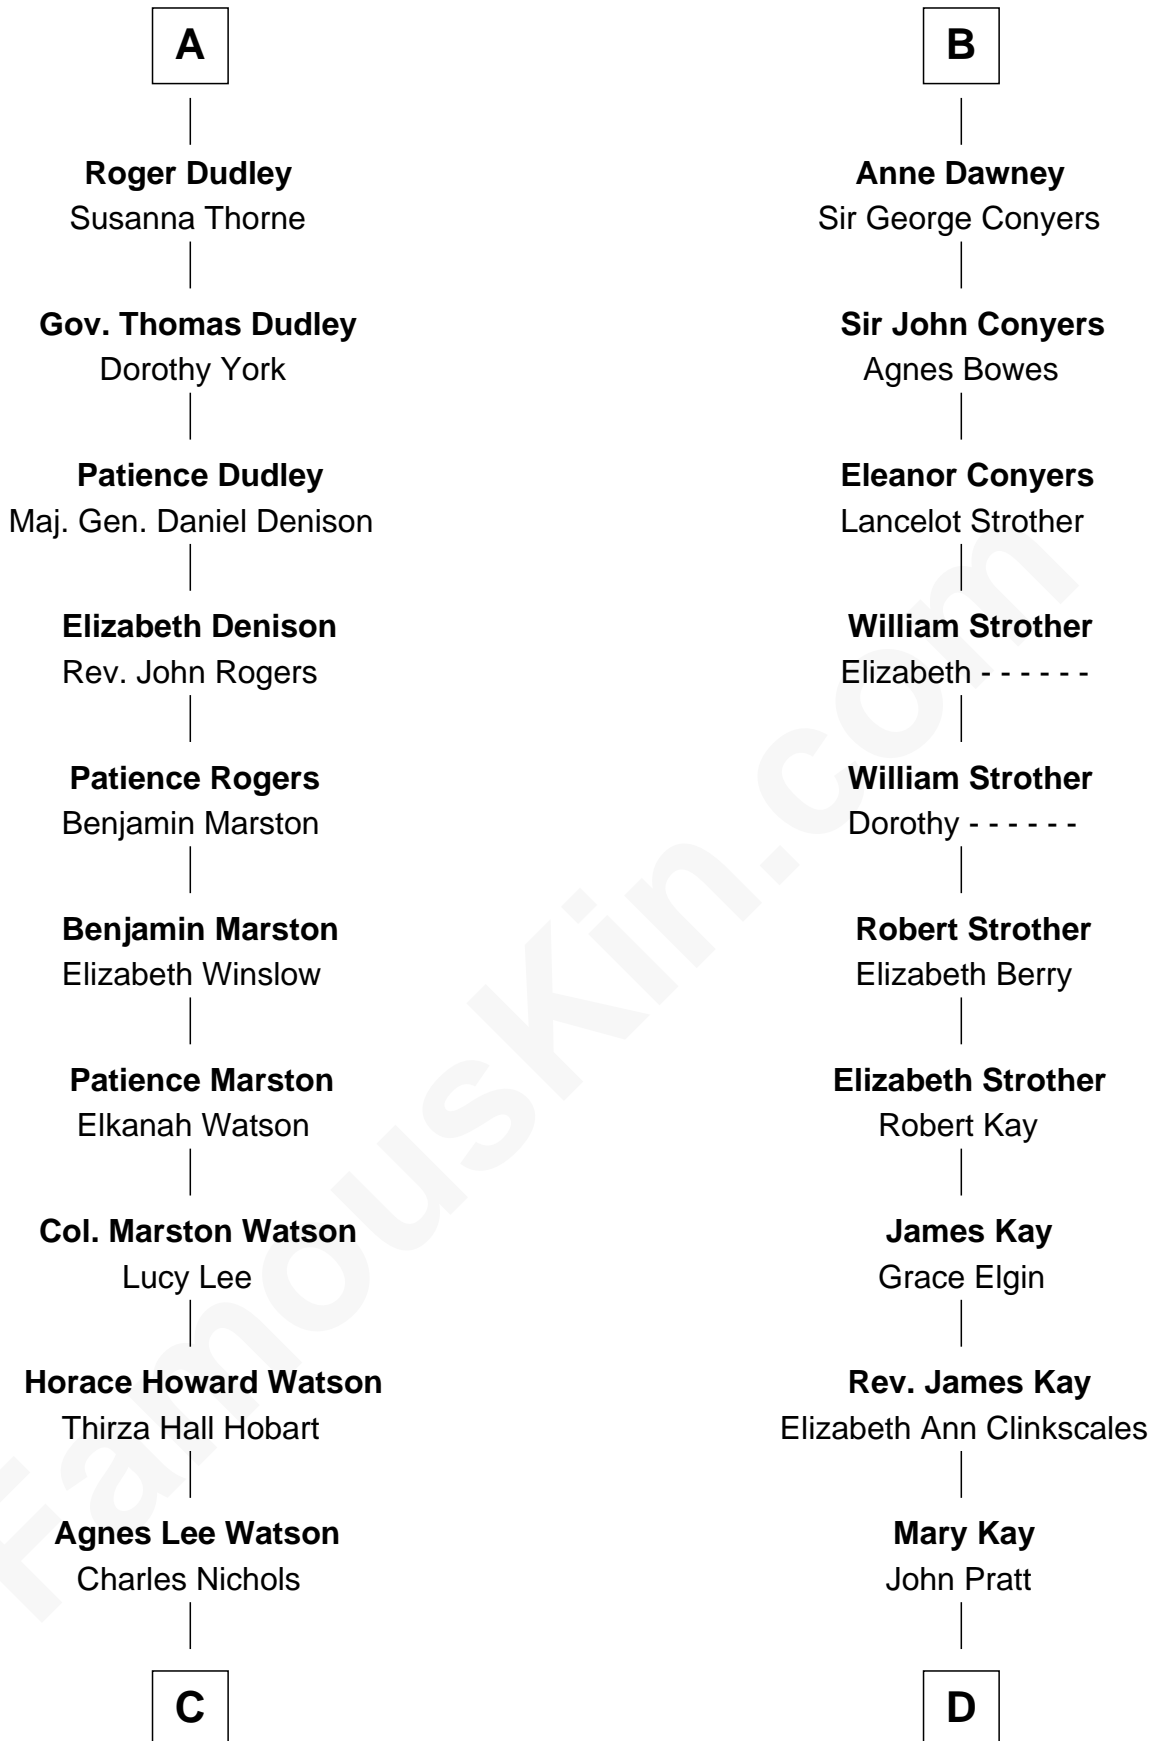 A
Roger Dudley
Susanna Thorne
Gov. Thomas Dudley
Dorothy York
Patience Dudley
Maj. Gen. Daniel Denison
Elizabeth Denison
Rev. John Rogers
Patience Rogers
Benjamin Marston
Benjamin Marston
Elizabeth Winslow
Patience Marston
Elkanah Watson
Col. Marston Watson
Lucy Lee
Horace Howard Watson
Thirza Hall Hobart
Agnes Lee Watson
Charles Nichols
C
B
Anne Dawney
Sir George Conyers
Sir John Conyers
Agnes Bowes
Eleanor Conyers
Lancelot Strother
William Strother
Elizabeth - - - - - -
William Strother
Dorothy - - - - - -
Robert Strother
Elizabeth Berry
Elizabeth Strother
Robert Kay
James Kay
Grace Elgin
Rev. James Kay
Elizabeth Ann Clinkscales
Mary Kay
John Pratt
D
FamousKin.com